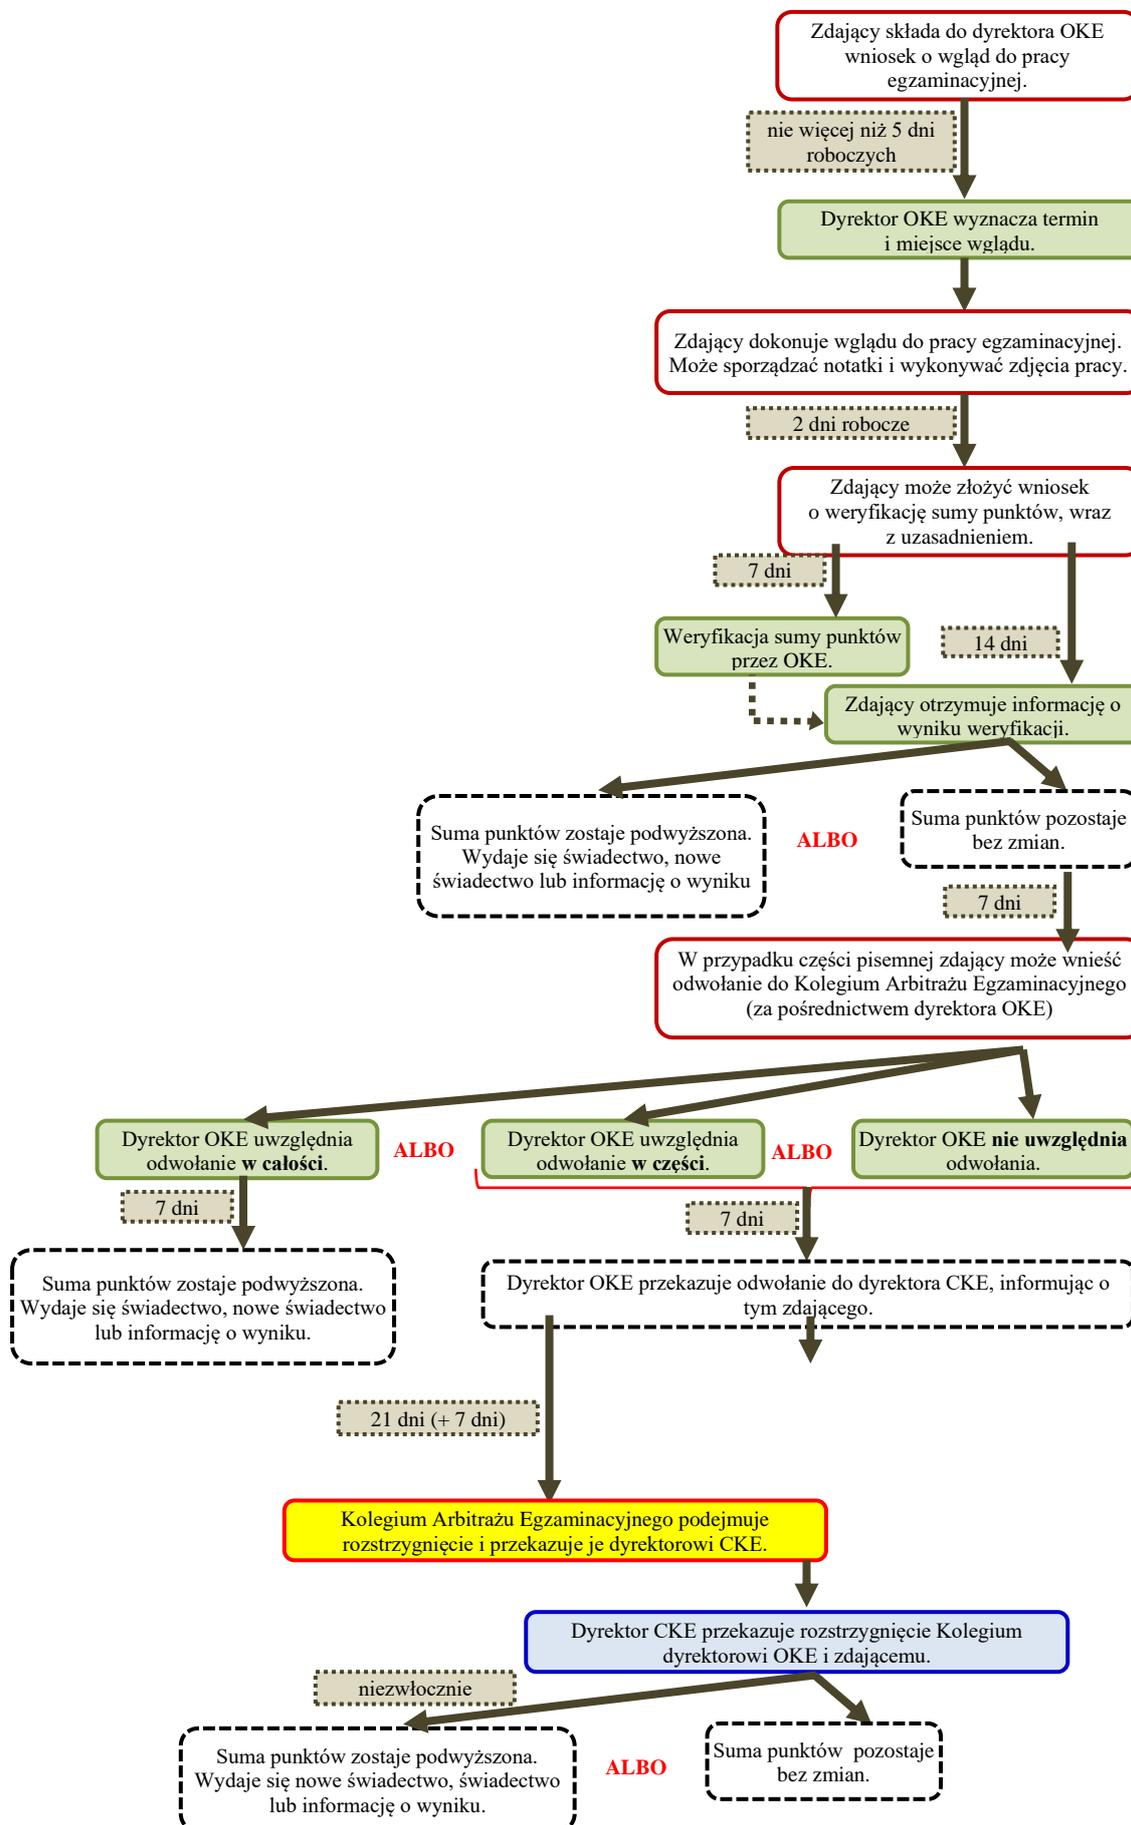 Zdający składa do dyrektora OKE
wniosek o wgląd do pracy
egzaminacyjnej.
nie więcej niż 5 dni
roboczych
Dyrektor OKE wyznacza termin
i miejsce wglądu.
Zdający dokonuje wglądu do pracy egzaminacyjnej.
Może sporządzać notatki i wykonywać zdjęcia pracy.
2 dni robocze
Zdający może złożyć wniosek
o weryfikację sumy punktów, wraz
z uzasadnieniem.
7 dni
Weryfikacja sumy punktów
przez OKE.
14 dni
Zdający otrzymuje informację o
wyniku weryfikacji.
Suma punktów zostaje podwyższona.
Wydaje się świadectwo, nowe
świadectwo lub informację o wyniku
ALBO
Suma punktów pozostaje
bez zmian.
7 dni
W przypadku części pisemnej zdający może wnieść
odwołanie do Kolegium Arbitrażu Egzaminacyjnego
(za pośrednictwem dyrektora OKE)
Dyrektor OKE uwzględnia
odwołanie w całości.
ALBO
Dyrektor OKE uwzględnia
odwołanie w części.
ALBO
Dyrektor OKE nie uwzględnia
odwołania.
7 dni
7 dni
Suma punktów zostaje podwyższona.
Wydaje się świadectwo, nowe świadectwo
lub informację o wyniku.
Dyrektor OKE przekazuje odwołanie do dyrektora CKE, informując o
tym zdającego.
21 dni (+ 7 dni)
Kolegium Arbitrażu Egzaminacyjnego podejmuje
rozstrzygnięcie i przekazuje je dyrektorowi CKE.
Dyrektor CKE przekazuje rozstrzygnięcie Kolegium
dyrektorowi OKE i zdającemu.
niezwłocznie
Suma punktów zostaje podwyższona.
Wydaje się nowe świadectwo, świadectwo
lub informację o wyniku.
ALBO
Suma punktów  pozostaje
bez zmian.